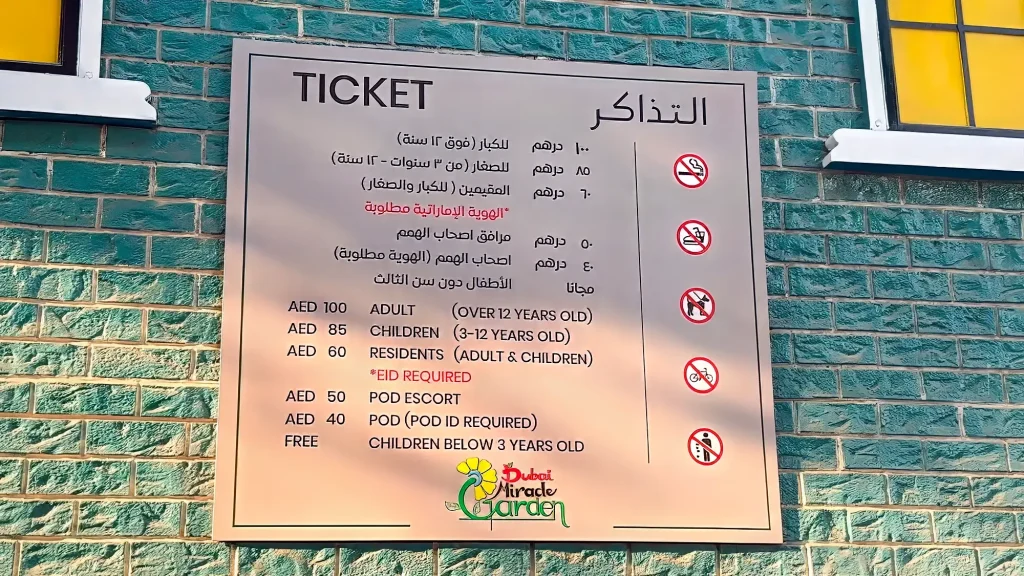 TICKET
التذاكر
١٠٠ درهم للكبار (فوق ١٢ سنة)
٨٥ درهم للصغار (من ٣ سنوات - ١٢ سنة)
٦٠ درهم المقيمين ( للكبار والصغار)
*الهوية الإماراتية مطلوبة
٥٠ درهم مرافق اصحاب الهمم
٤٠ درهم اصحاب الهمم (الهوية مطلوبة)
مجانا الأطفال دون سن الثالث
AED 100 ADULT (OVER 12 YEARS OLD)
AED 85 CHILDREN (3-12 YEARS OLD)
AED 60 RESIDENTS (ADULT & CHILDREN)
*EID REQUIRED
AED 50 POD ESCORT
AED 40 POD (POD ID REQUIRED)
FREE CHILDREN BELOW 3 YEARS OLD
Dubai
Miracle
Garden